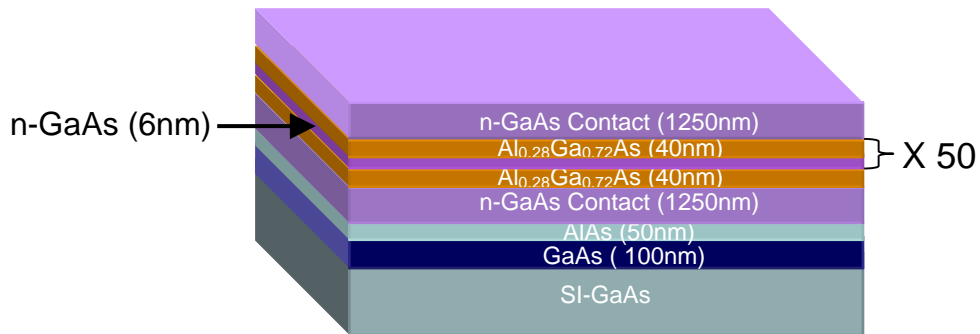 n-GaAs Contact (1250nm)
n-GaAs (6nm)
Al₀.₂₈Ga₀.₇₂As (40nm)
X 50
Al₀.₂₈Ga₀.₇₂As (40nm)
n-GaAs Contact (1250nm)
AlAs (50nm)
GaAs ( 100nm)
SI-GaAs